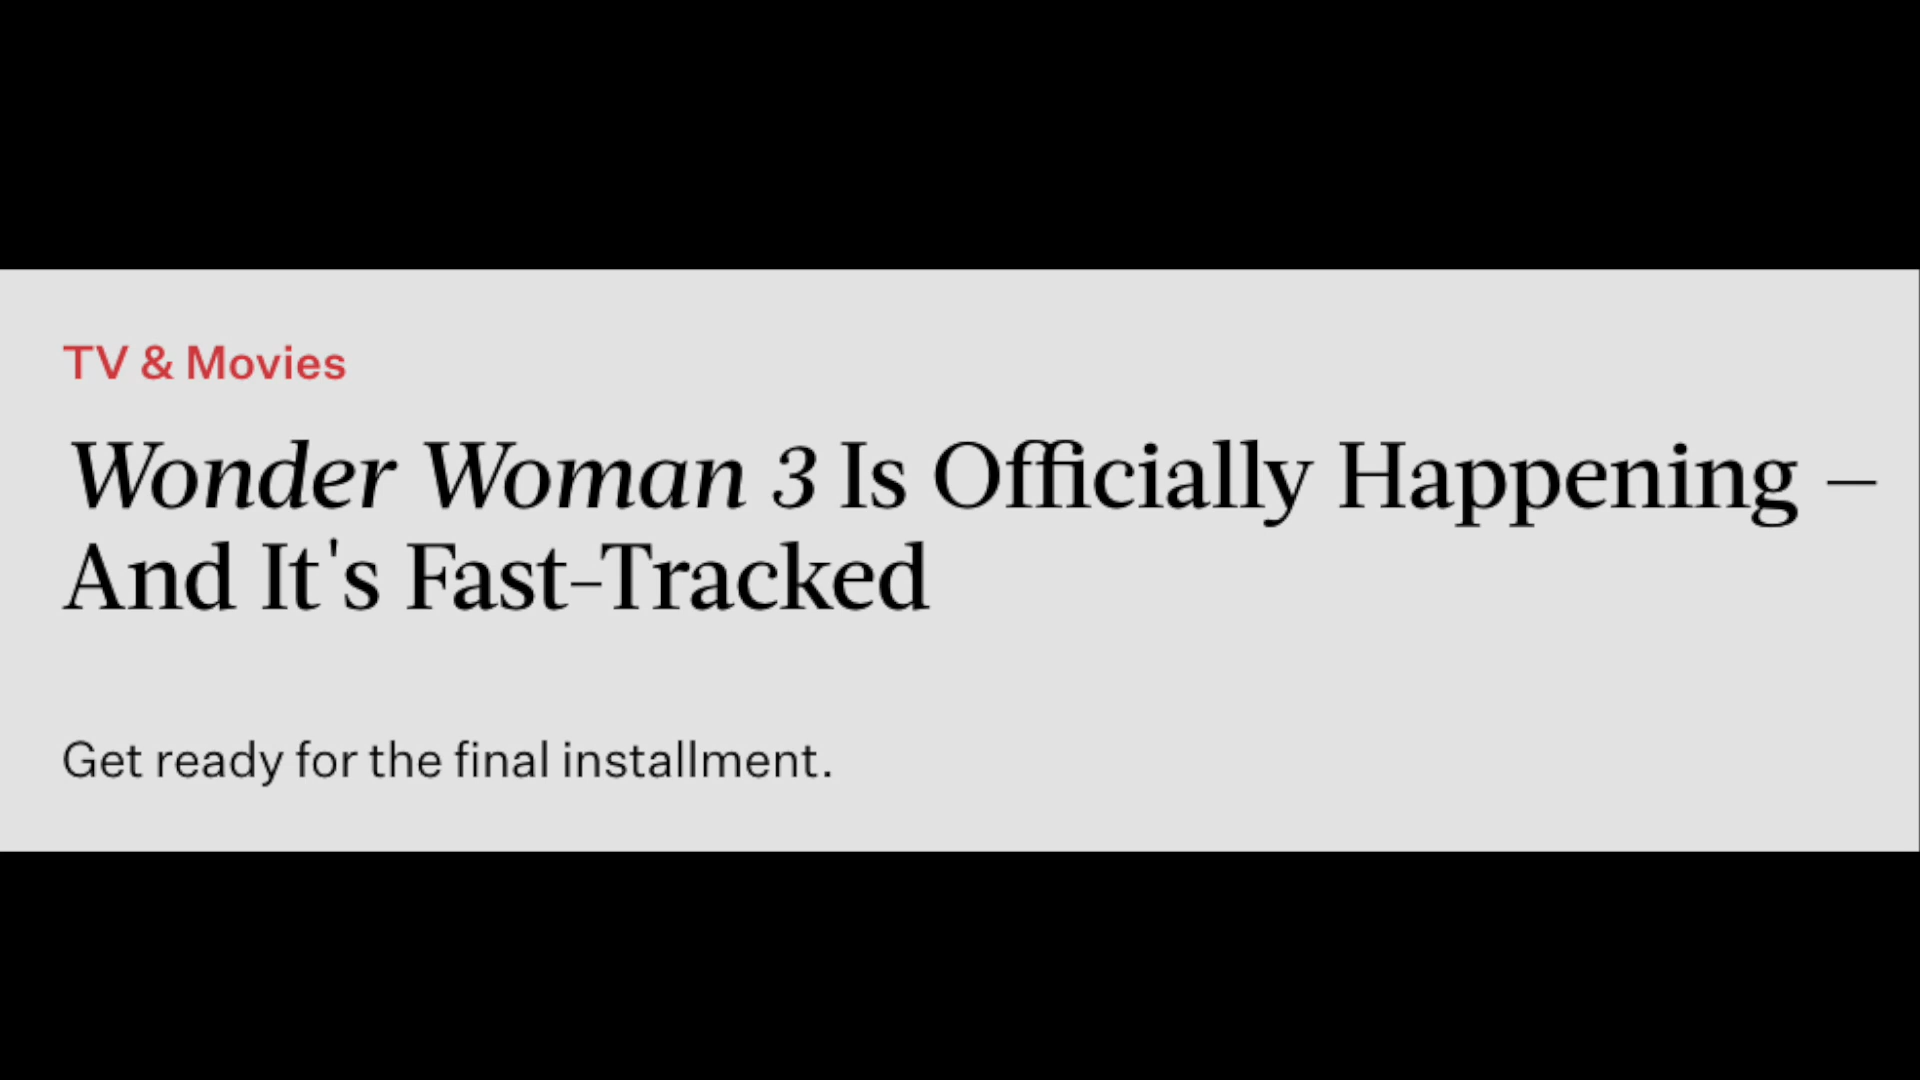 TV & Movies
Wonder Woman 3 Is Officially Happening –
And It's Fast-Tracked
Get ready for the final installment.